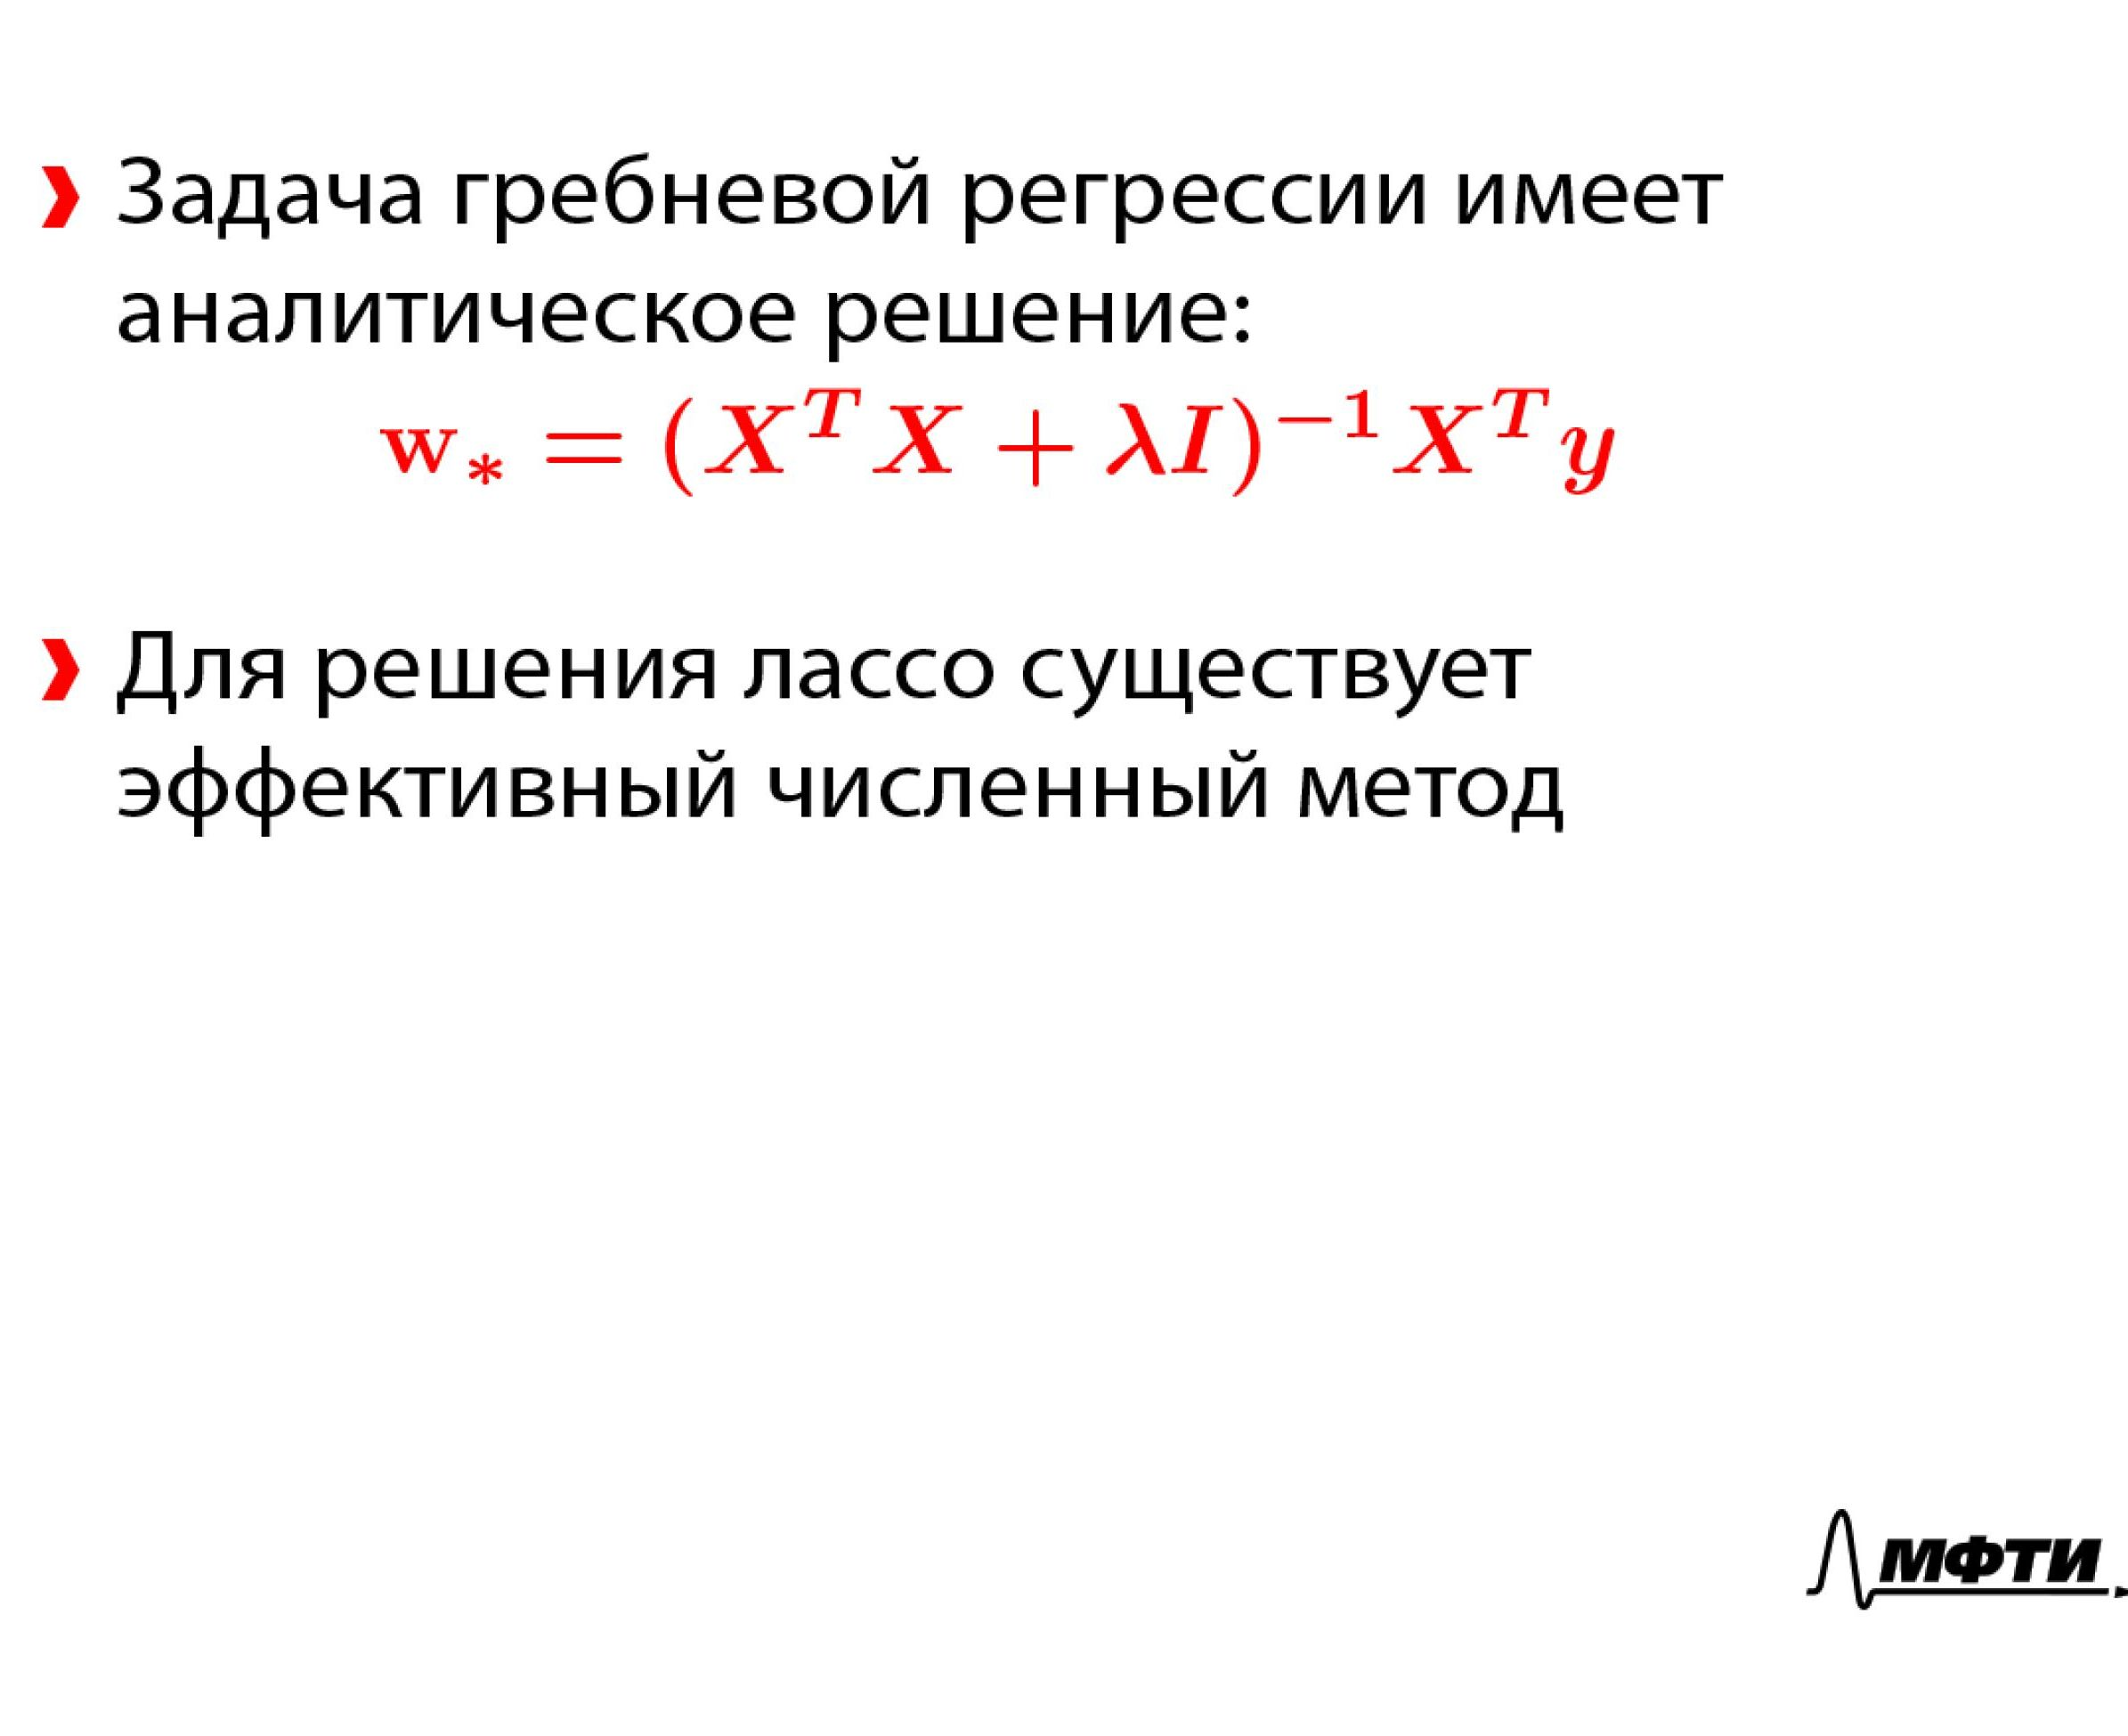 Задача гребневой регрессии имеет
аналитическое решение:
w* = (X^T X + λI)^−1 X^T y
Для решения лассо существует
эффективный численный метод
МФТИ